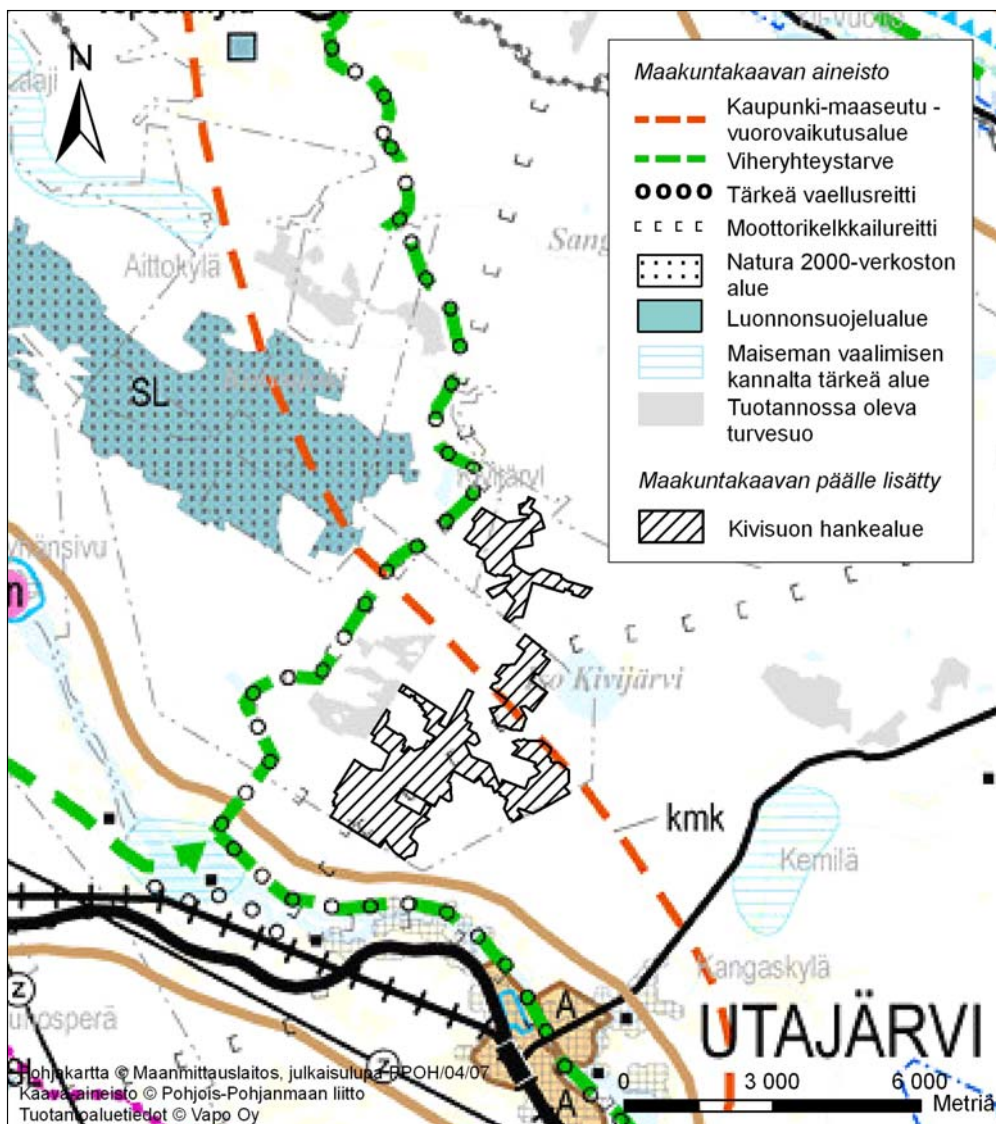 N
Aittokylä
SL
Kivijärvi
Iso Kivijärvi
kmk
Kemilä
Kangaskylä
UTAJÄRVI
A
A
z
z
Maakuntakaavan aineisto
Kaupunki-maaseutu -
vuorovaikutusalue
Viheryhteystarve
Tärkeä vaellusreitti
Moottorikelkkailureitti
Natura 2000-verkoston
alue
Luonnonsuojelualue
Maiseman vaalimisen
kannalta tärkeä alue
Tuotannossa oleva
turvesuo
Maakuntakaavan päälle lisätty
Kivisuon hankealue
0 3 000 6 000
Metriä
Pohjakartta © Maanmittauslaitos, julkaisulupa PPOH/04/07
Kaava-aineisto © Pohjois-Pohjanmaan liitto
Tuotantoaluetiedot © Vapo Oy